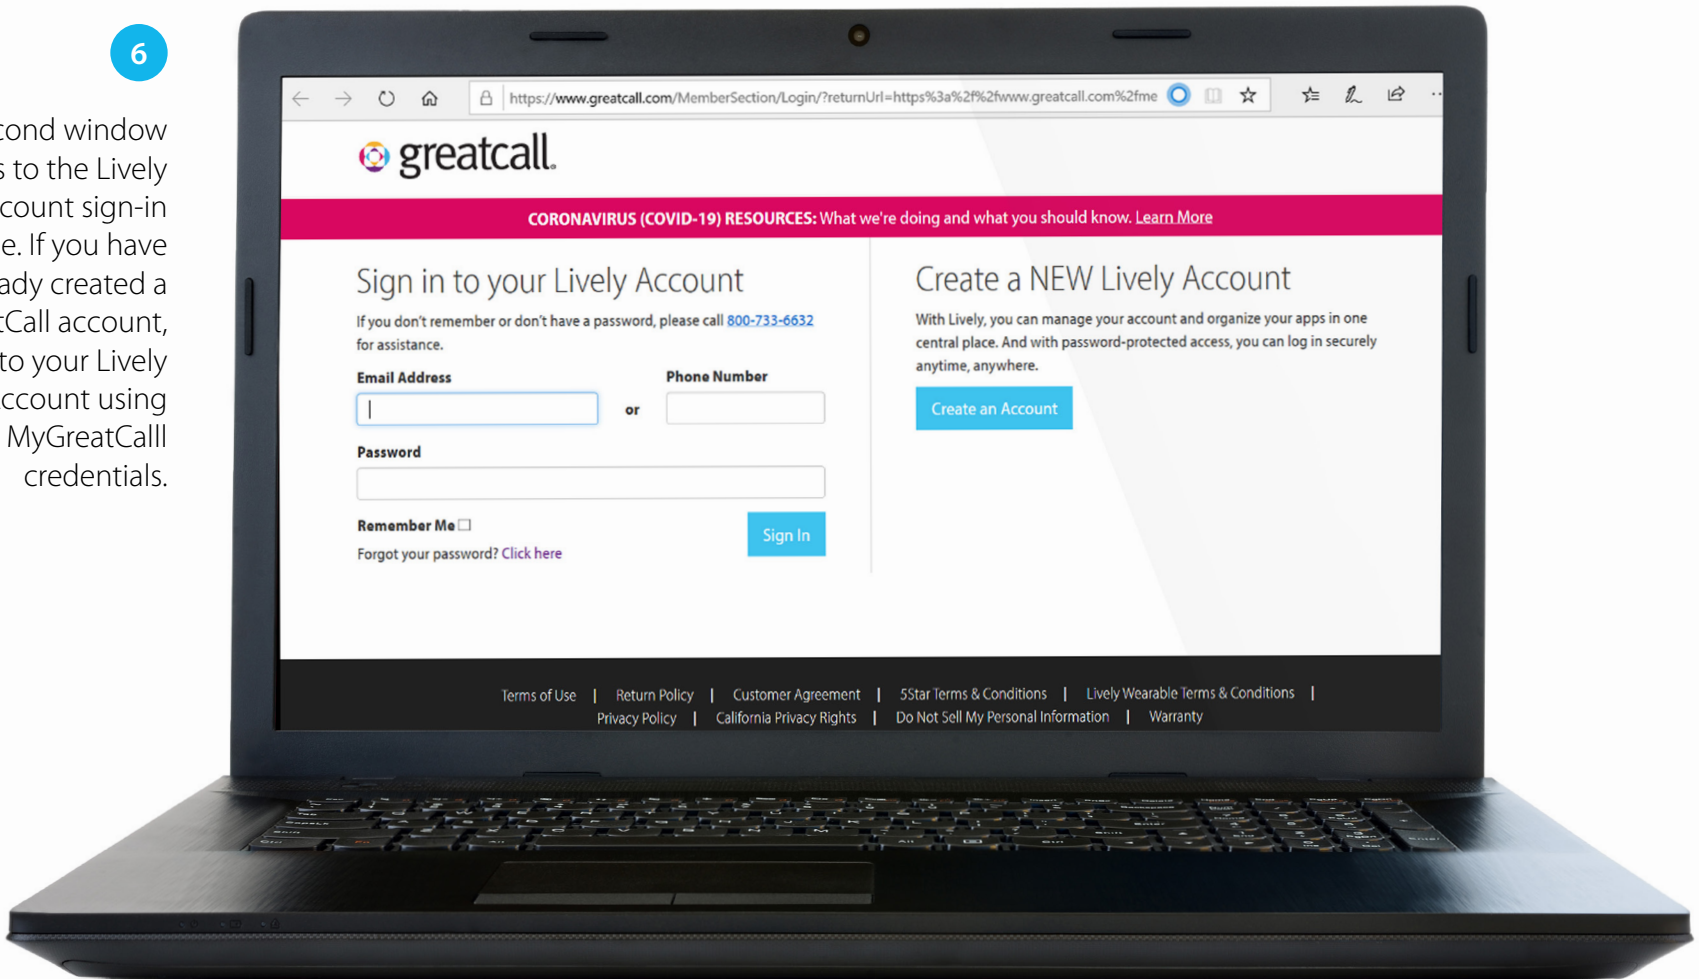 6
cond window
s to the Lively
count sign-in
e. If you have
ady created a
tCall account,
to your Lively
ccount using
MyGreatCalll
credentials.
https://www.greatcall.com/MemberSection/Login/?returnUrl=https%3a%2f%2fwww.greatcall.com%2fme
greatcall.
CORONAVIRUS (COVID-19) RESOURCES: What we're doing and what you should know. Learn More
Sign in to your Lively Account
If you don't remember or don't have a password, please call 800-733-6632
for assistance.
Email Address Phone Number
or
Password
Remember Me
Sign In
Forgot your password? Click here
Create a NEW Lively Account
With Lively, you can manage your account and organize your apps in one
central place. And with password-protected access, you can log in securely
anytime, anywhere.
Create an Account
Terms of Use | Return Policy | Customer Agreement | 5Star Terms & Conditions | Lively Wearable Terms & Conditions |
Privacy Policy | California Privacy Rights | Do Not Sell My Personal Information | Warranty